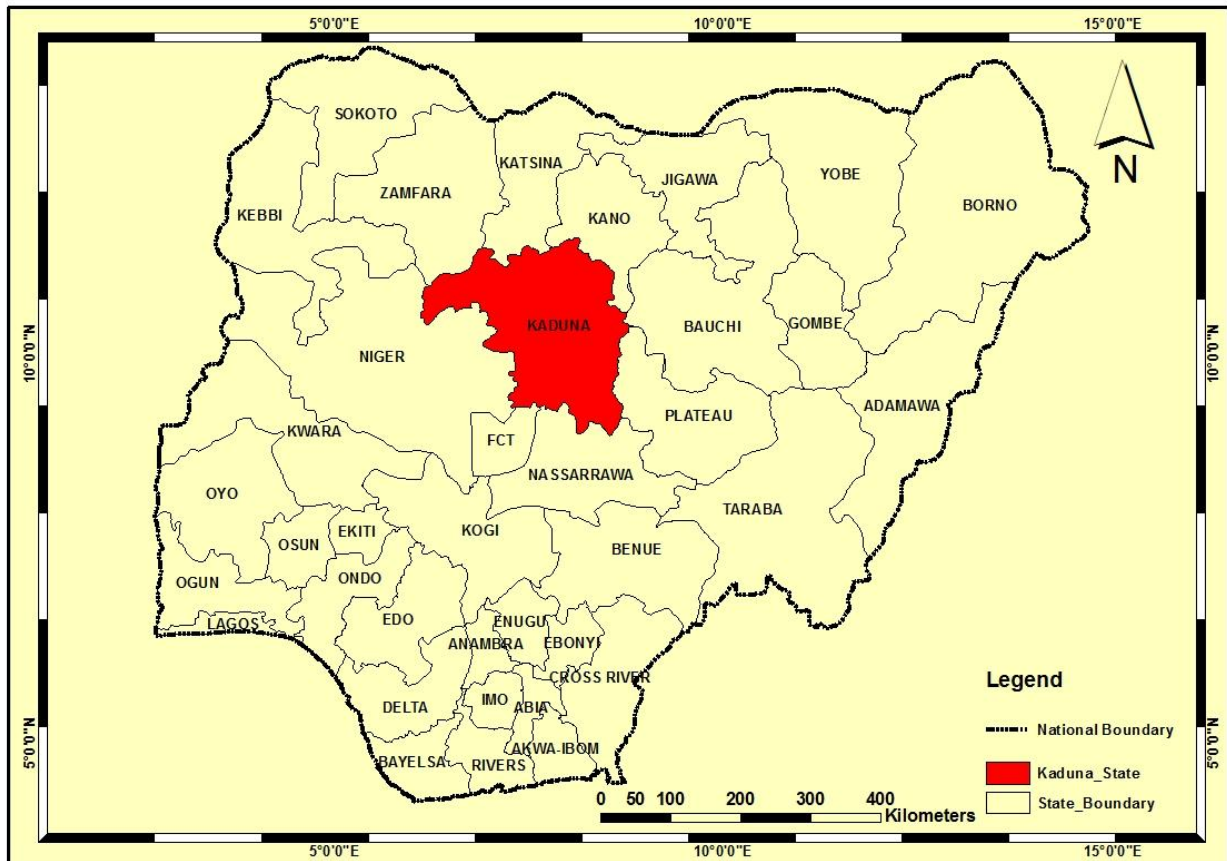 5°0'0"E 10°0'0"E 15°0'0"E
SOKOTO
KATSINA
ZAMFARA
JIGAWA
YOBE
KEBBI
KANO
BORNO
N
KADUNA
BAUCHI
GOMBE
NIGER
10°0'0"N
10°0'0"N
ADAMAWA
PLATEAU
KWARA
FCT
NASSARRAWA
OYO
TARABA
KOGI
EKITI
OSUN
BENUE
OGUN
ONDO
LAGOS
EDO
ENUGU
ANAMBRA
EBONYI
CROSS RIVER
IMO
ABIA
DELTA
AKWA-IBOM
BAYELSA
RIVERS
5°0'0"N
5°0'0"N
Legend
National Boundary
Kaduna_State
State_Boundary
0 50 100 200 300 400
Kilometers
5°0'0"E 10°0'0"E 15°0'0"E